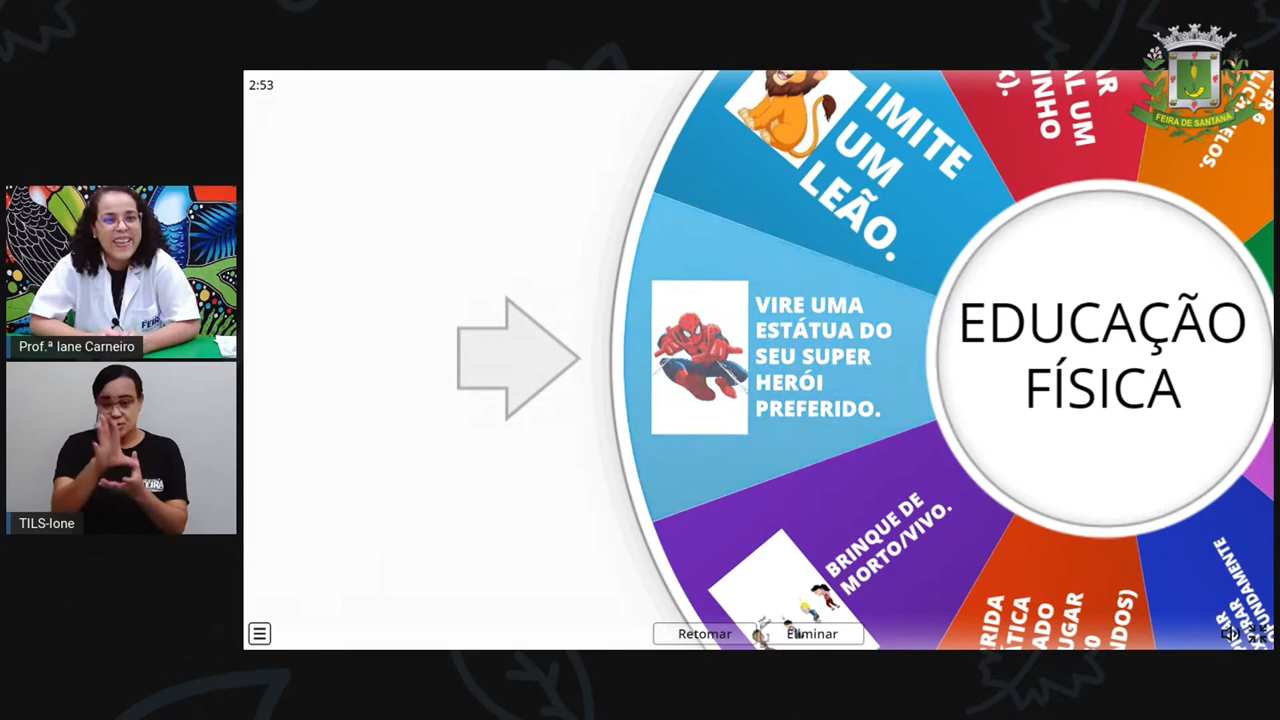 2:53
IMITE
UM
LEÃO.
VIRE UMA
ESTÁTUA DO
SEU SUPER
HERÓI
PREFERIDO.
BRINQUE DE
MORTO/VIVO.
EDUCAÇÃO
FÍSICA
FEIRA DE SANTANA
Prof.ª Iane Carneiro
TILS-Ione
Retomar
Eliminar